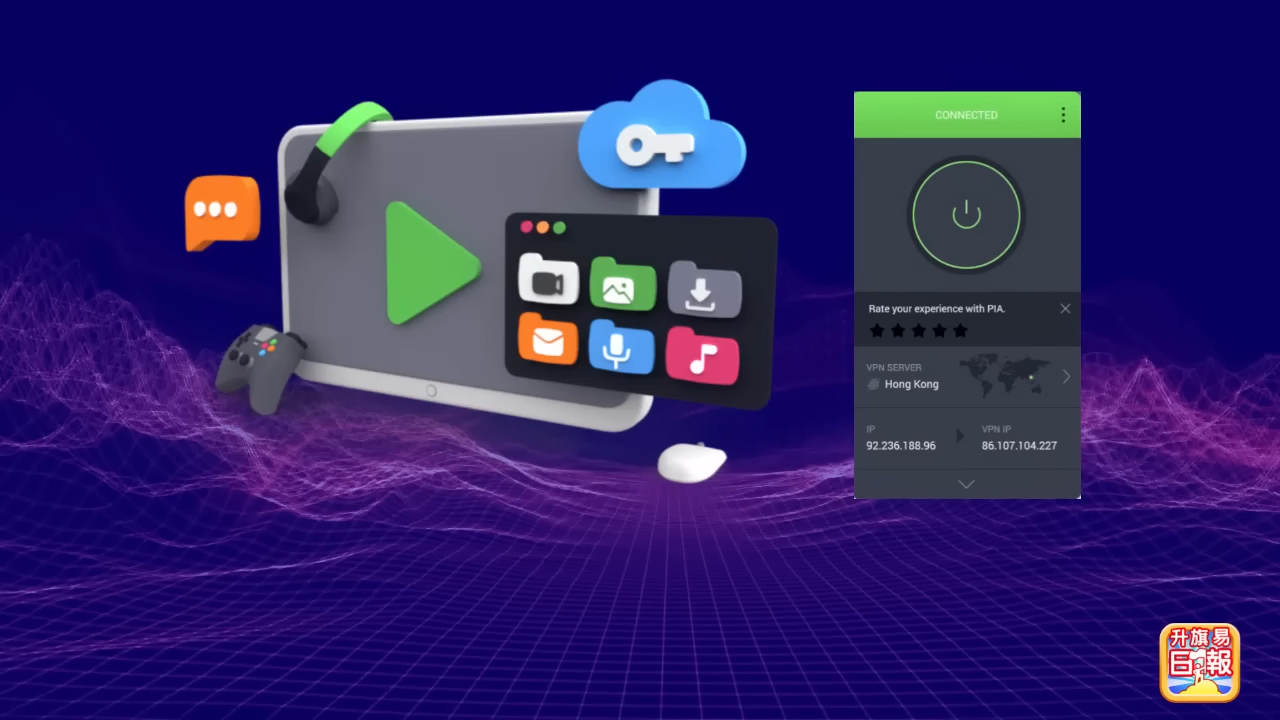 CONNECTED
Rate your experience with PIA.
VPN SERVER
Hong Kong
IP
92.236.188.96
VPN IP
86.107.104.227
升旗易
日報